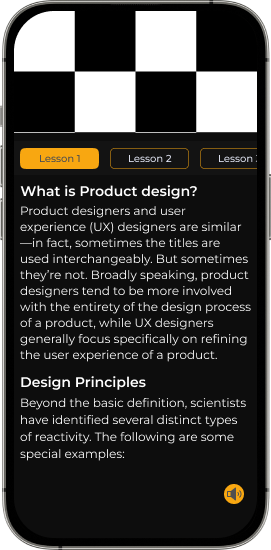 Lesson 1 Lesson 2 Lesson
What is Product design?
Product designers and user
experience (UX) designers are similar
—in fact, sometimes the titles are
used interchangeably. But sometimes
they’re not. Broadly speaking, product
designers tend to be more involved
with the entirety of the design process
of a product, while UX designers
generally focus specifically on refining
the user experience of a product.
Design Principles
Beyond the basic definition, scientists
have identified several distinct types
of reactivity. The following are some
special examples: